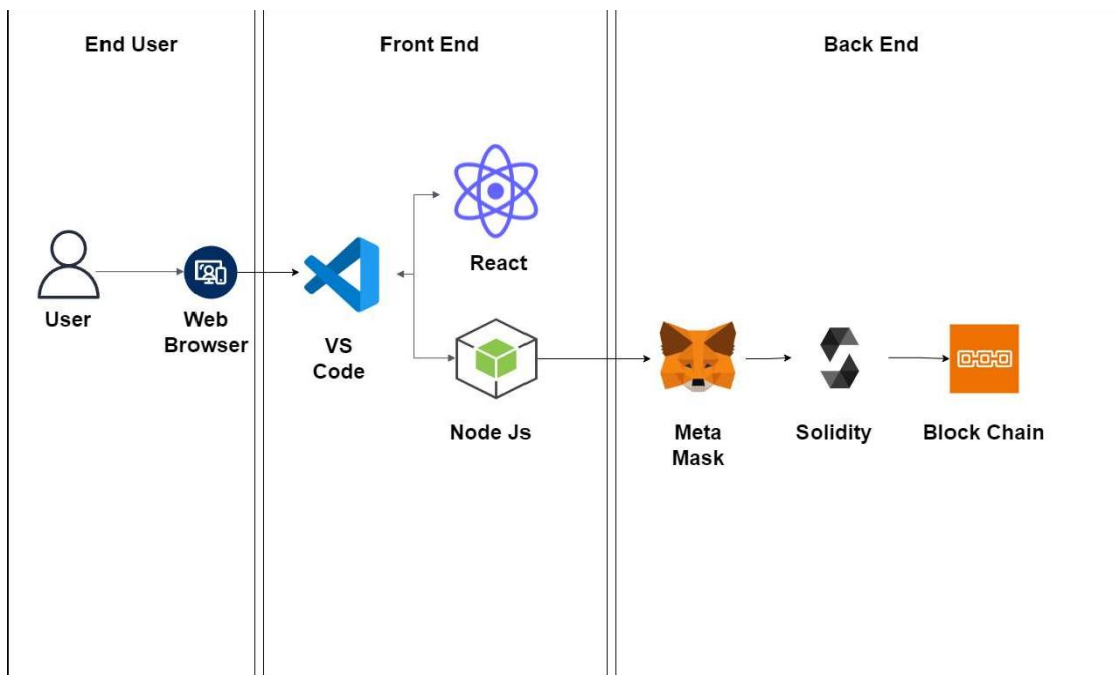 End User
Front End
Back End
User
Web
Browser
VS
Code
React
Node Js
Meta
Mask
Solidity
Block Chain